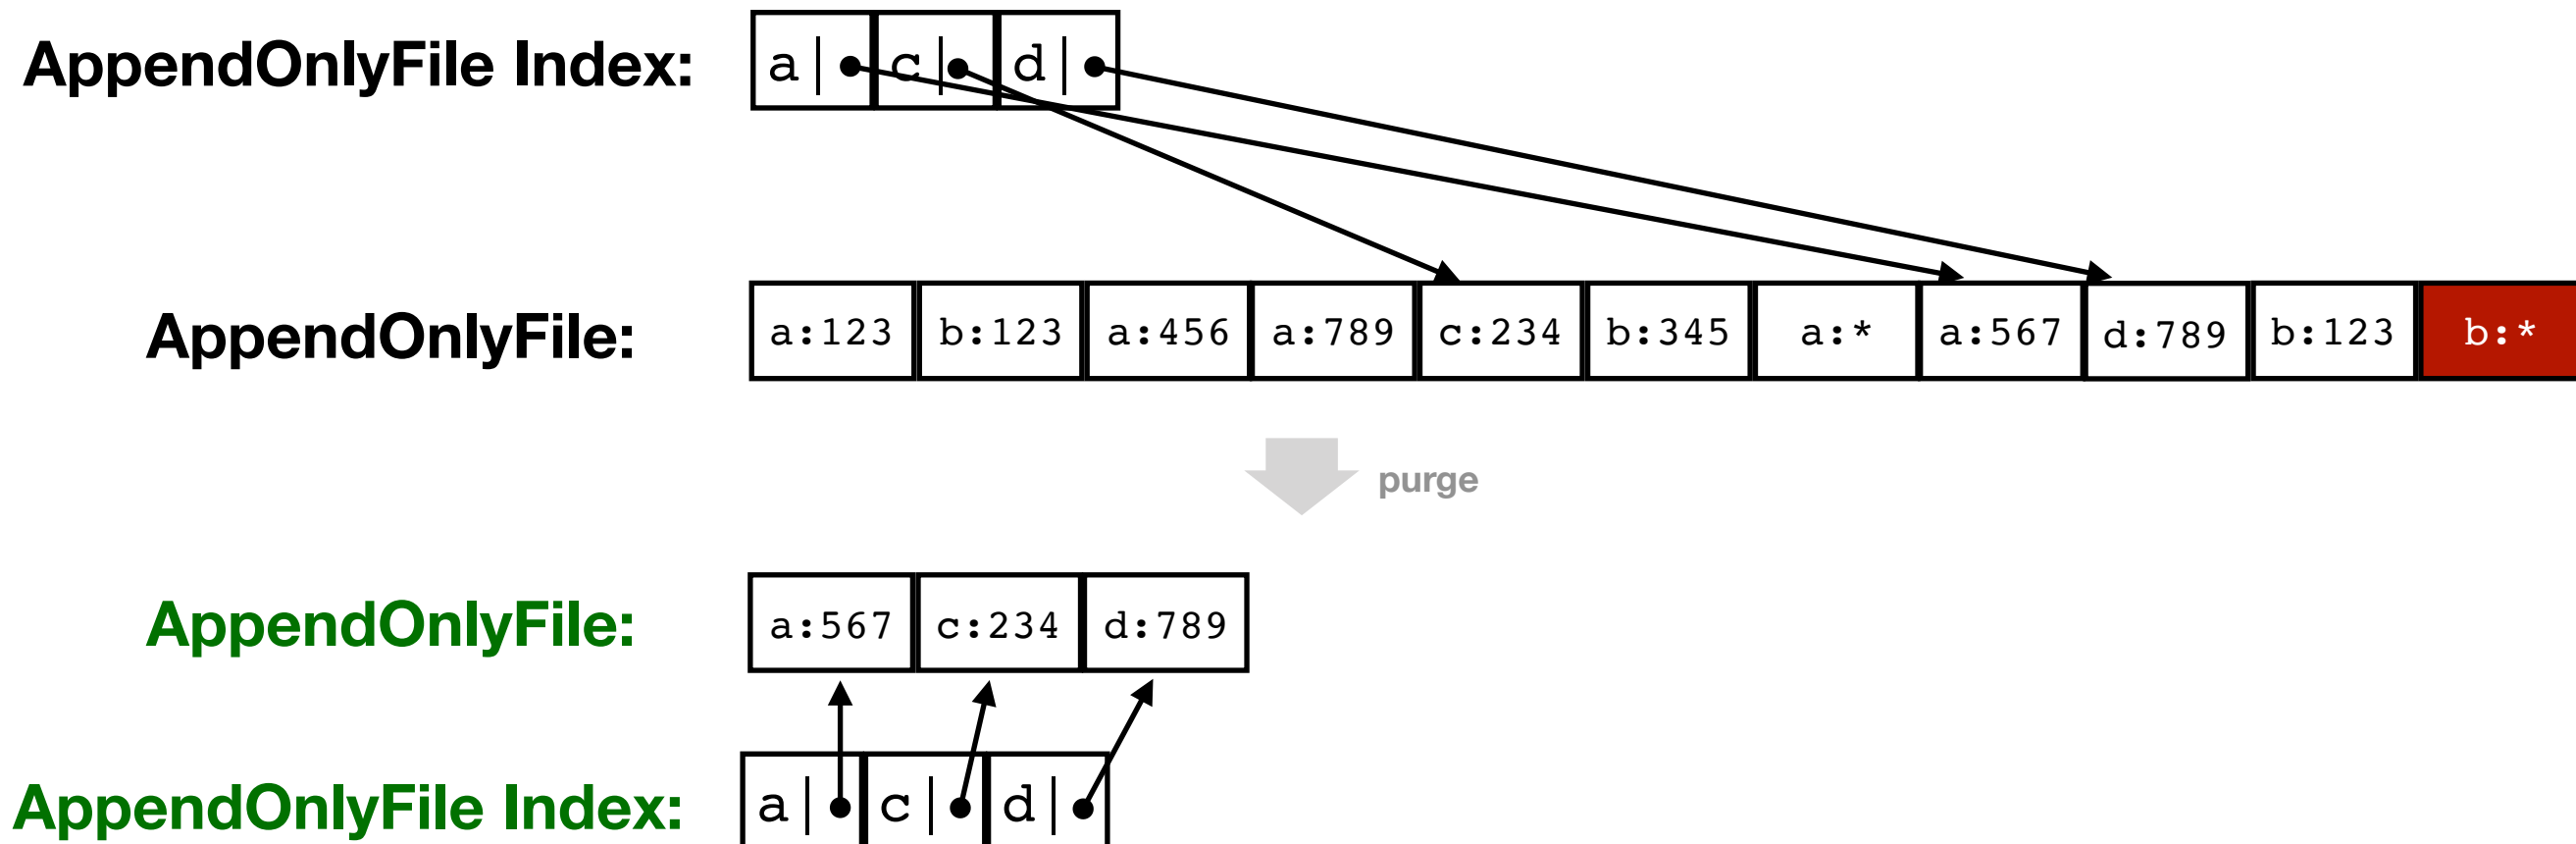 AppendOnlyFile Index: a| c| d|
AppendOnlyFile: a:123 b:123 a:456 a:789 c:234 b:345 a:* a:567 d:789 b:123 b:*
purge
AppendOnlyFile: a:567 c:234 d:789
AppendOnlyFile Index: a| c| d|